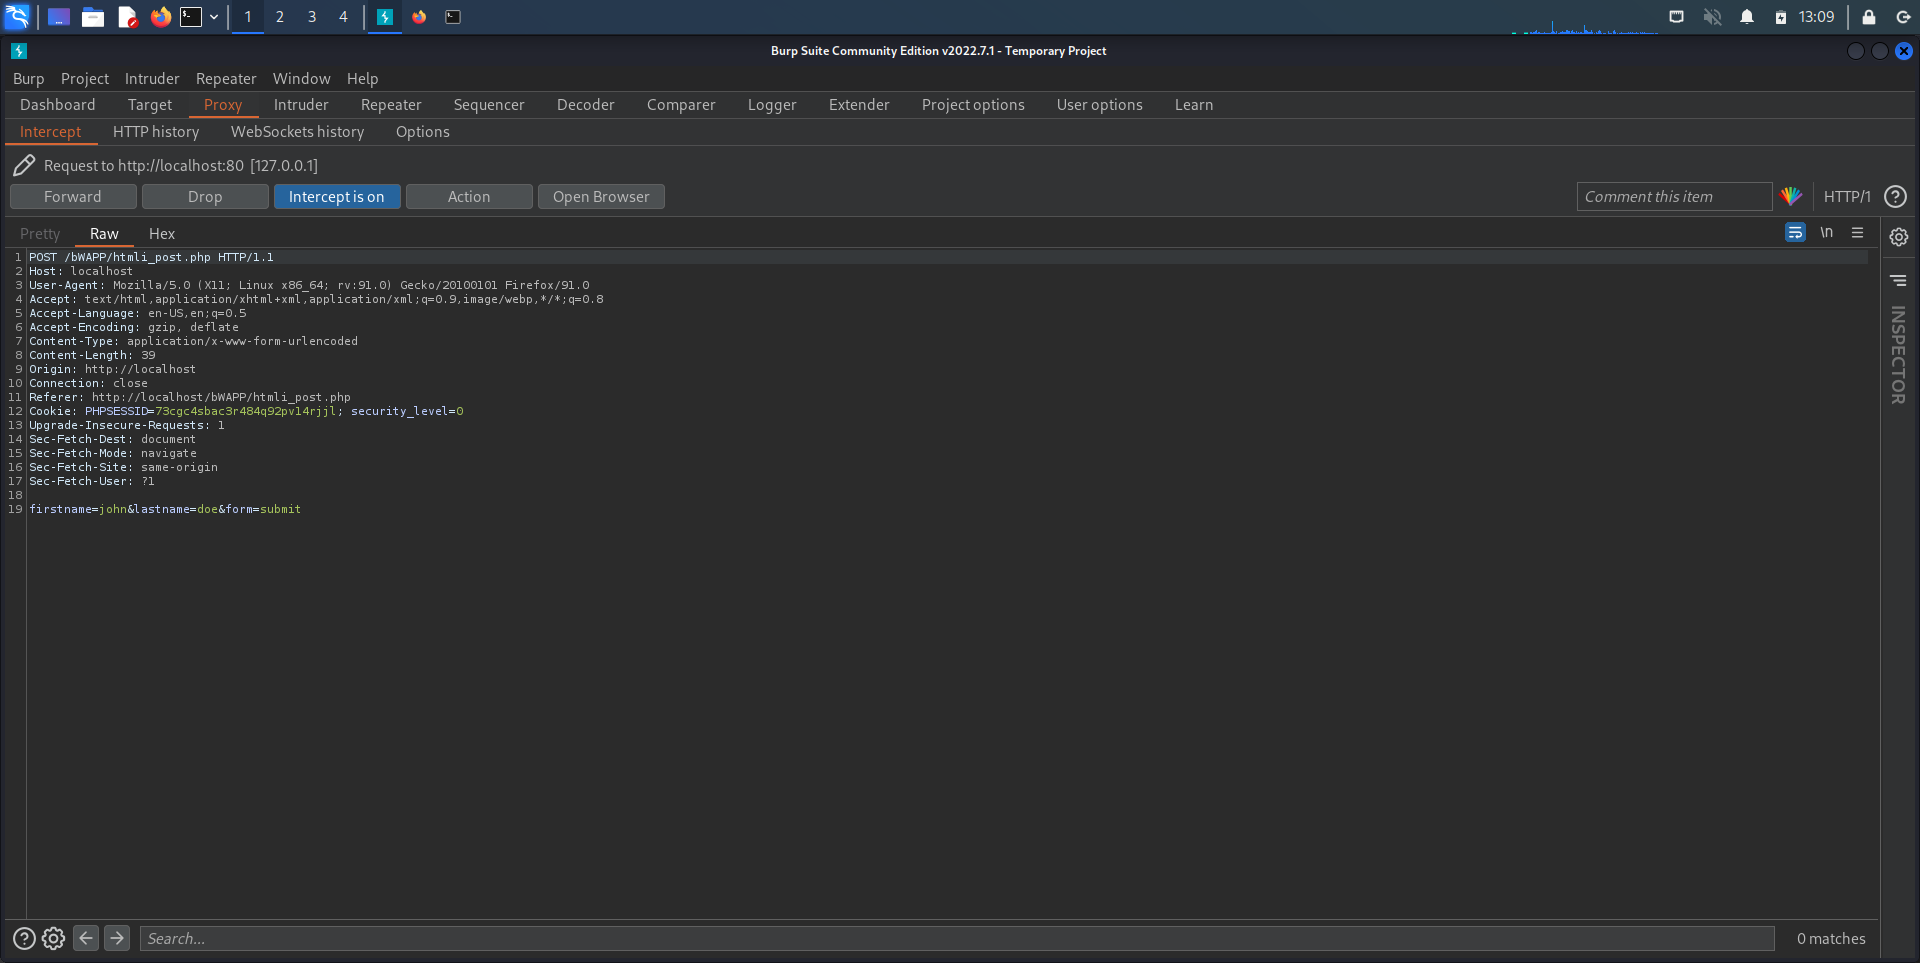 1 2 3 4 13:09
Burp Suite Community Edition v2022.7.1 - Temporary Project
Burp Project Intruder Repeater Window Help
Dashboard Target Proxy Intruder Repeater Sequencer Decoder Comparer Logger Extender Project options User options Learn
Intercept HTTP history WebSockets history Options
Request to http://localhost:80 [127.0.0.1]
Forward Drop Intercept is on Action Open Browser Comment this item HTTP/1
Pretty Raw Hex \n
1 POST /bWAPP/htmli_post.php HTTP/1.1
2 Host: localhost
3 User-Agent: Mozilla/5.0 (X11; Linux x86_64; rv:91.0) Gecko/20100101 Firefox/91.0
4 Accept: text/html,application/xhtml+xml,application/xml;q=0.9,image/webp,*/*;q=0.8
5 Accept-Language: en-US,en;q=0.5
6 Accept-Encoding: gzip, deflate
7 Content-Type: application/x-www-form-urlencoded
8 Content-Length: 39
9 Origin: http://localhost
10 Connection: close
11 Referer: http://localhost/bWAPP/htmli_post.php
12 Cookie: PHPSESSID=73cgc4sbac3r484q92pv14rjjl; security_level=0
13 Upgrade-Insecure-Requests: 1
14 Sec-Fetch-Dest: document
15 Sec-Fetch-Mode: navigate
16 Sec-Fetch-Site: same-origin
17 Sec-Fetch-User: ?1
18
19 firstname=john&lastname=doe&form=submit
INSPECTOR
Search... 0 matches